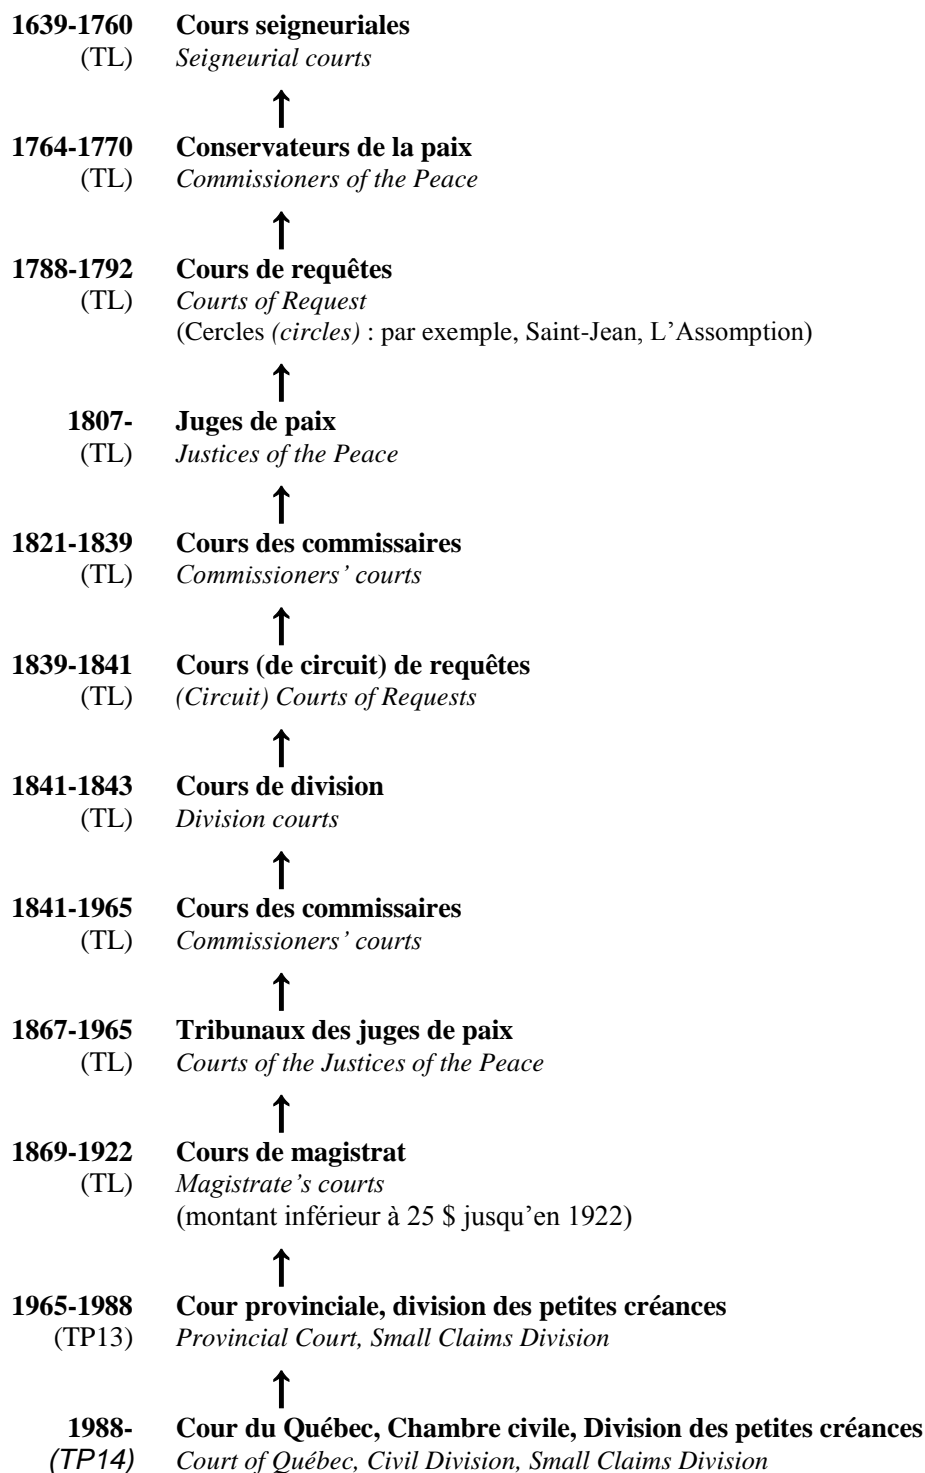 1639-1760 Cours seigneuriales
(TL) Seigneurial courts
↑
1764-1770 Conservateurs de la paix
(TL) Commissioners of the Peace
↑
1788-1792 Cours de requêtes
(TL) Courts of Request
(Cercles (circles) : par exemple, Saint-Jean, L’Assomption)
↑
1807- Juges de paix
(TL) Justices of the Peace
↑
1821-1839 Cours des commissaires
(TL) Commissioners’ courts
↑
1839-1841 Cours (de circuit) de requêtes
(TL) (Circuit) Courts of Requests
↑
1841-1843 Cours de division
(TL) Division courts
↑
1841-1965 Cours des commissaires
(TL) Commissioners’ courts
↑
1867-1965 Tribunaux des juges de paix
(TL) Courts of the Justices of the Peace
↑
1869-1922 Cours de magistrat
(TL) Magistrate’s courts
(montant inférieur à 25 $ jusqu’en 1922)
↑
1965-1988 Cour provinciale, division des petites créances
(TP13) Provincial Court, Small Claims Division
↑
1988- Cour du Québec, Chambre civile, Division des petites créances
(TP14) Court of Québec, Civil Division, Small Claims Division